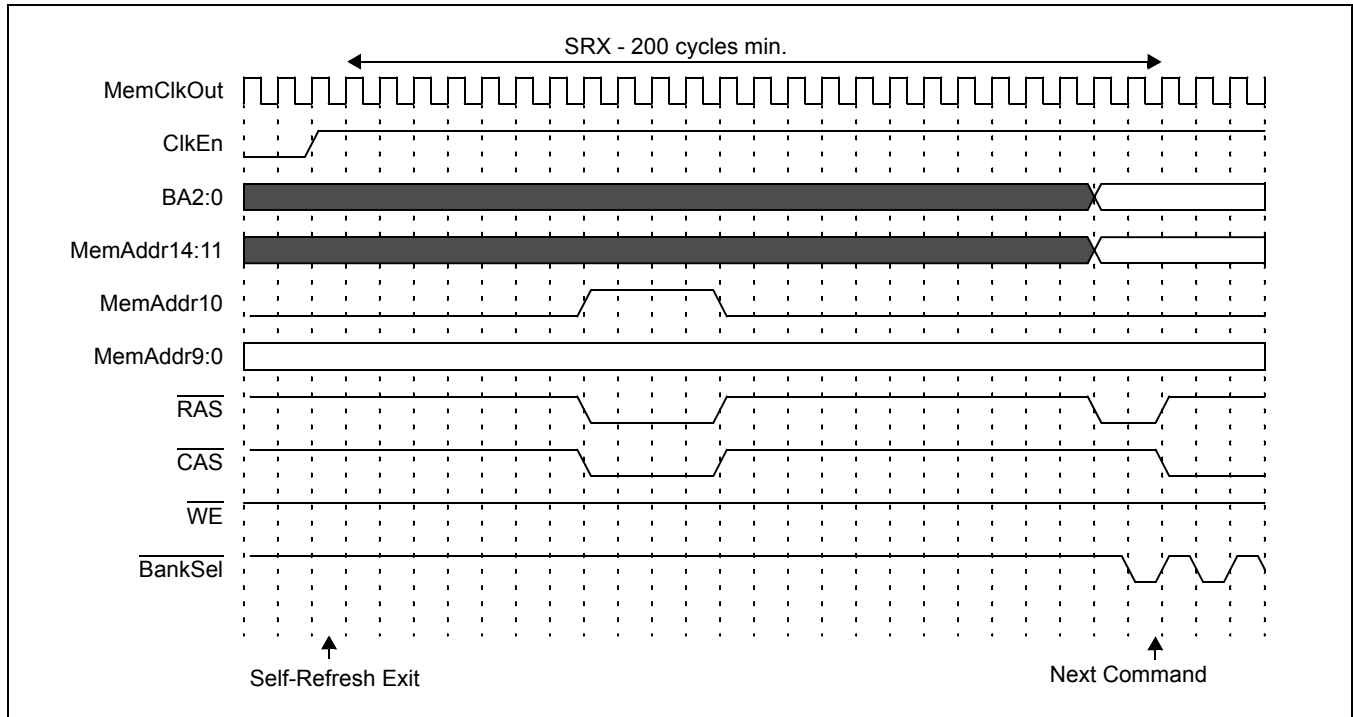 SRX - 200 cycles min.
MemClkOut
ClkEn
BA2:0
MemAddr14:11
MemAddr10
MemAddr9:0
RAS
CAS
WE
BankSel
Self-Refresh Exit
Next Command